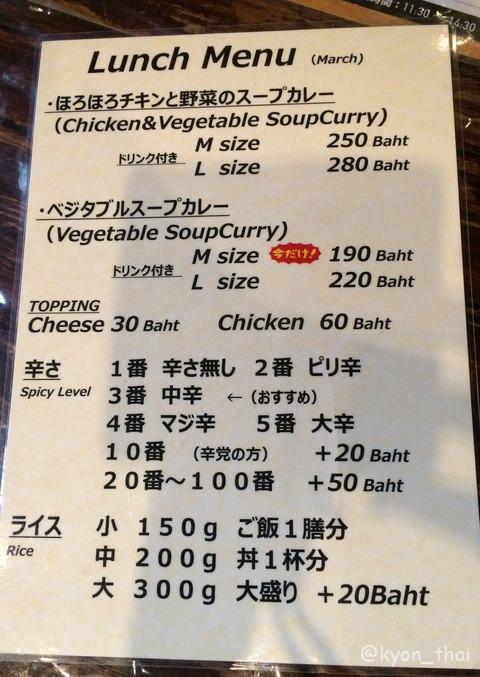 時間：11:30 ～ 14:30
Lunch Menu (March)
・ほろほろチキンと野菜のスープカレー
(Chicken&Vegetable SoupCurry)
M size 250 Baht
ドリンク付き
L size 280 Baht
・ベジタブルスープカレー
(Vegetable SoupCurry)
M size 今だけ! 190 Baht
ドリンク付き
L size 220 Baht
TOPPING
Cheese 30 Baht Chicken 60 Baht
辛さ １番 辛さ無し ２番 ピリ辛
Spicy Level ３番 中辛 ←（おすすめ）
４番 マジ辛 ５番 大辛
１０番 （辛党の方） +20 Baht
２０番～１００番 +50 Baht
ライス 小 １５０ｇ ご飯１膳分
Rice 中 ２００ｇ 丼１杯分
大 ３００ｇ 大盛り +20Baht
@kyon_thai